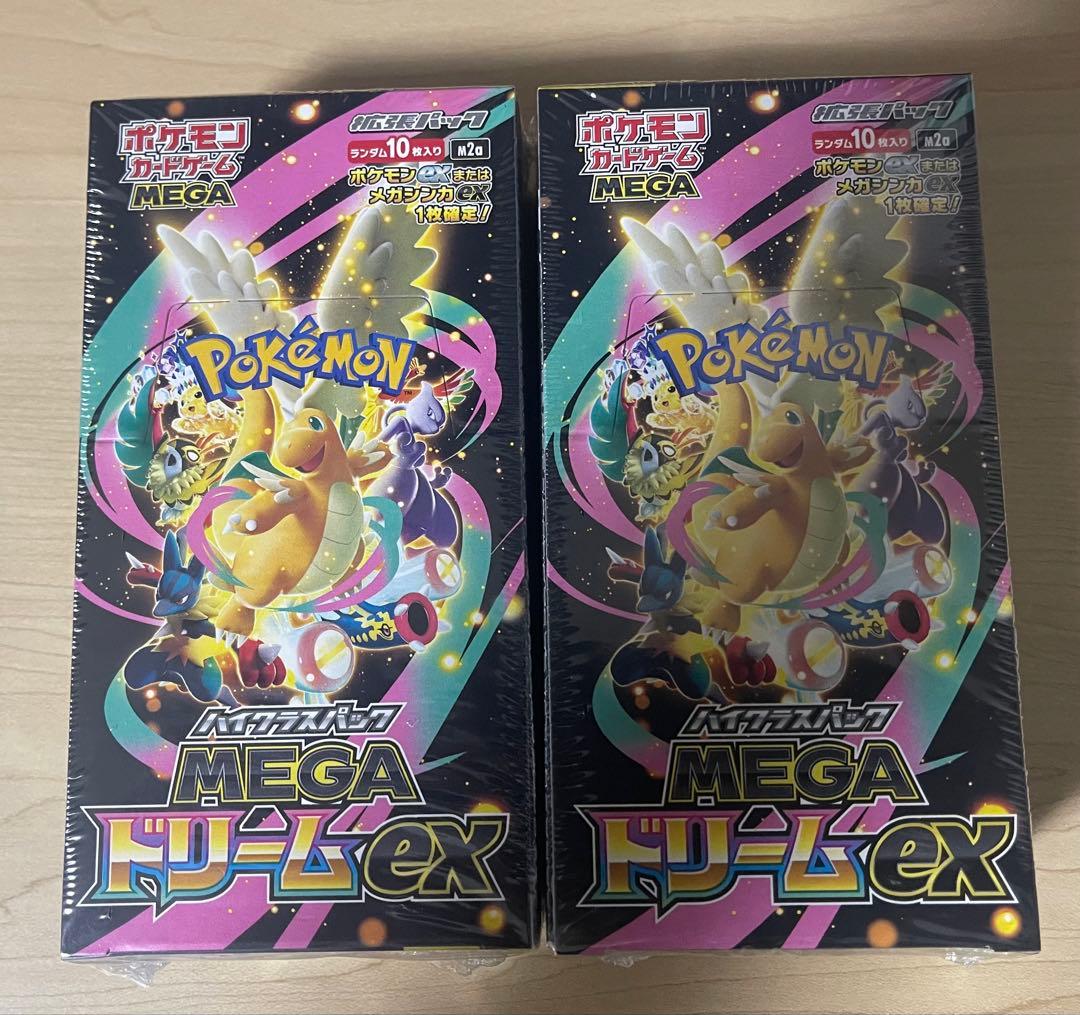 ポケモン
カードゲーム
MEGA
拡張パック
ランダム10枚入り M2a
ポケモンexまたは
メガシンカex
1枚確定!
POKéMON
TM
ハイクラスパック
MEGA
ドリームex
ポケモン
カードゲーム
MEGA
拡張パック
ランダム10枚入り M2a
ポケモンexまたは
メガシンカex
1枚確定!
POKéMON
ハイクラスパック
MEGA
ドリームex